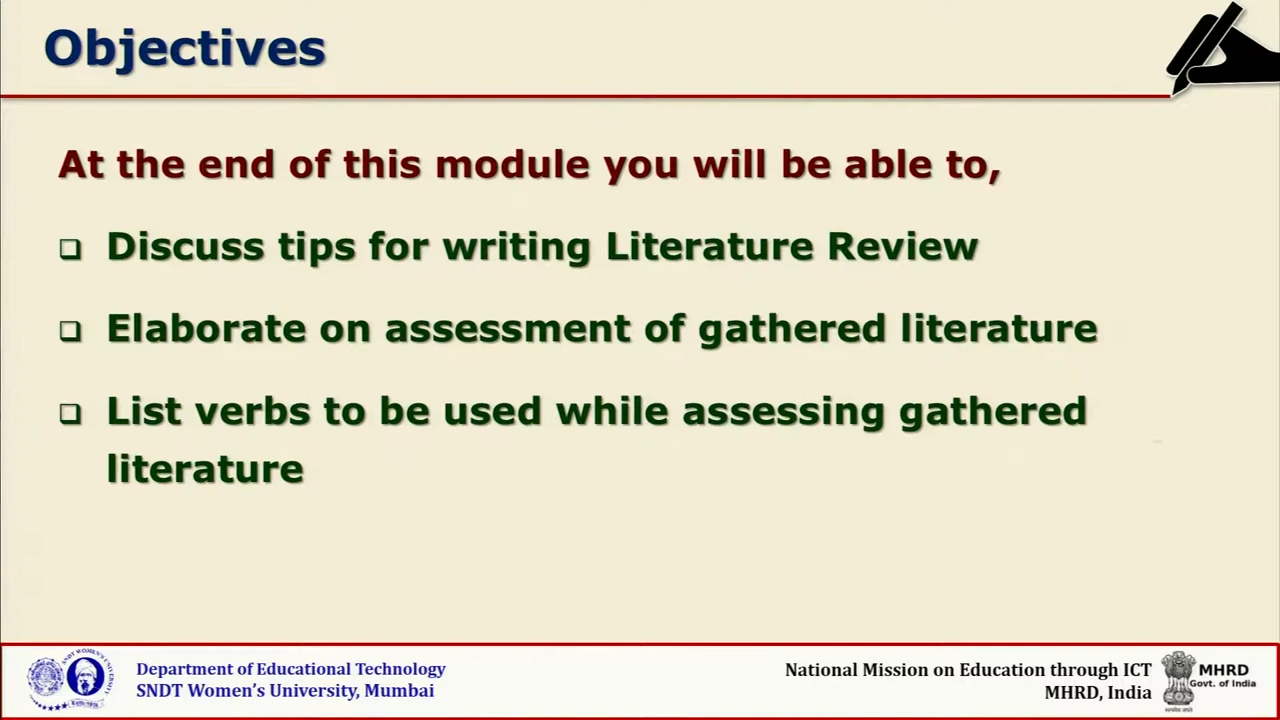 Objectives
At the end of this module you will be able to,
Discuss tips for writing Literature Review
Elaborate on assessment of gathered literature
List verbs to be used while assessing gathered
literature
Department of Educational Technology
SNDT Women's University, Mumbai
National Mission on Education through ICT
MHRD, India
MHRD
Govt. of India